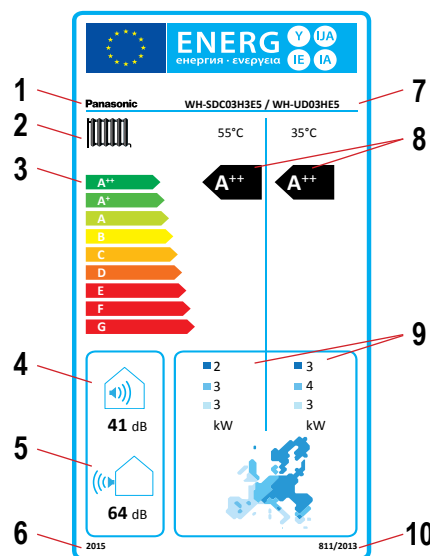 ENERG Y IJA
енергия · ενεργεια IE IA
1 Panasonic WH-SDC03H3E5 / WH-UD03HE5 7
2 55°C 35°C
8
3 A++ A++ A++
A+
A
B
C
D
E
F
G
9
2 3
4 3 4
3 3
41 dB kW kW
5
64 dB
6 2015 811/2013 10